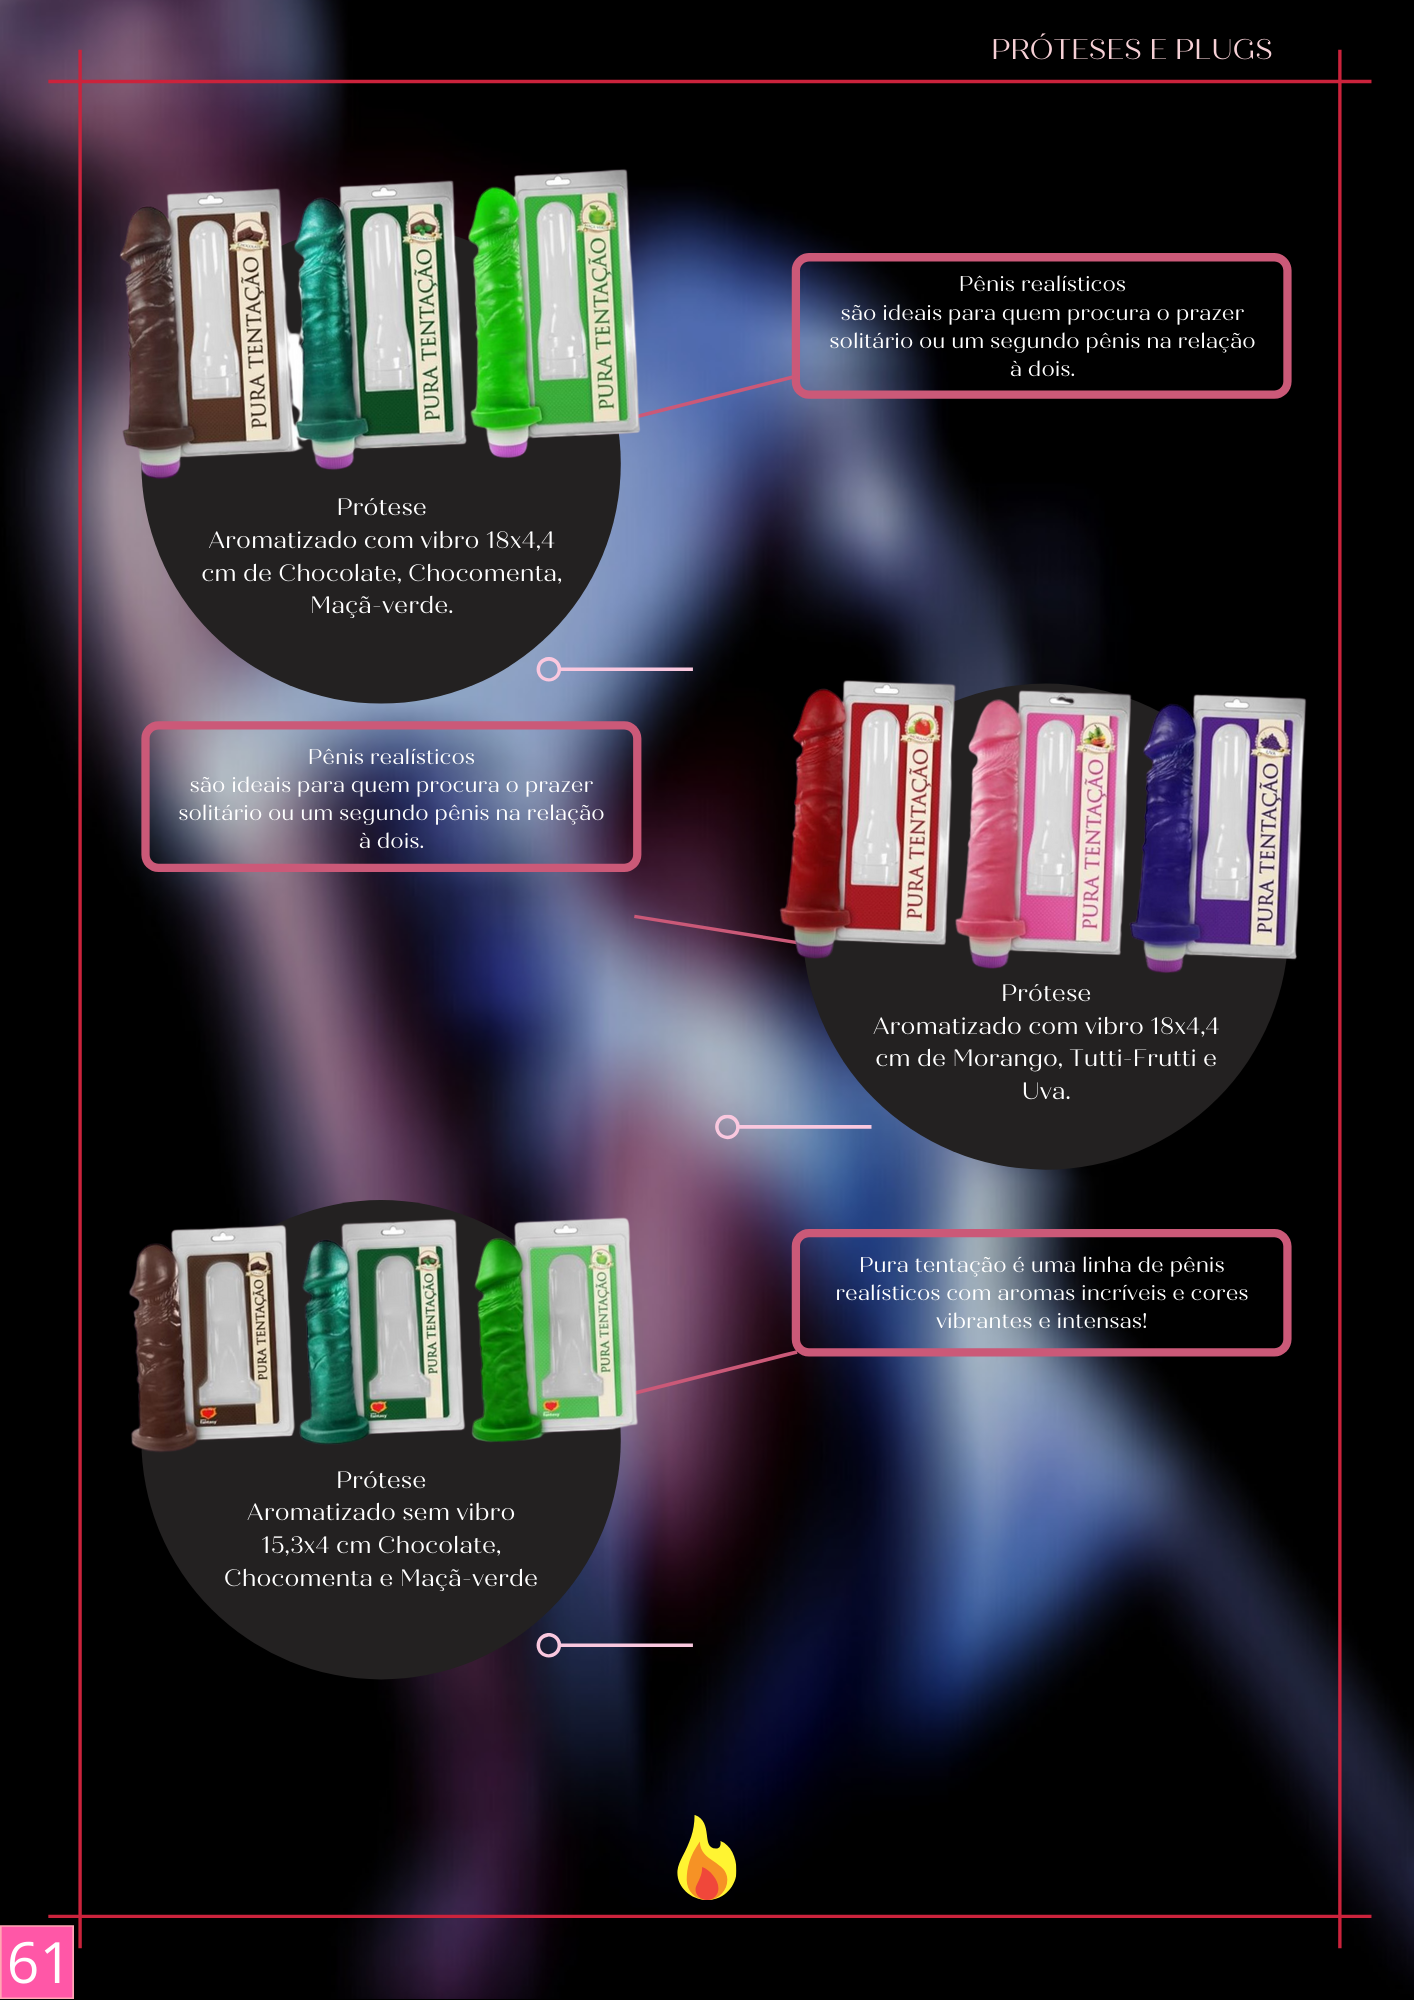 PRÓTESES E PLUGS
PURA TENTAÇÃO
PURA TENTAÇÃO
PURA TENTAÇÃO
Pênis realísticos
são ideais para quem procura o prazer
solitário ou um segundo pênis na relação
à dois.
Prótese
Aromatizado com vibro 18x4,4
cm de Chocolate, Chocomenta,
Maçã-verde.
Pênis realísticos
são ideais para quem procura o prazer
solitário ou um segundo pênis na relação
à dois.
PURA TENTAÇÃO
PURA TENTAÇÃO
PURA TENTAÇÃO
Prótese
Aromatizado com vibro 18x4,4
cm de Morango, Tutti-Frutti e
Uva.
PURA TENTAÇÃO
PURA TENTAÇÃO
PURA TENTAÇÃO
Pura tentação é uma linha de pênis
realísticos com aromas incríveis e cores
vibrantes e intensas!
Prótese
Aromatizado sem vibro
15,3x4 cm Chocolate,
Chocomenta e Maçã-verde
61